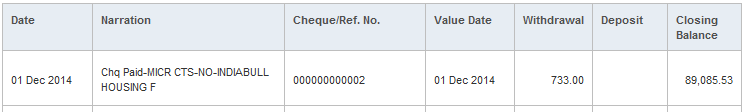 Date Narration Cheque/Ref. No. Value Date Withdrawal Deposit Closing
Balance
01 Dec 2014 Chq Paid-MICR CTS-NO-INDIABULL
HOUSING F 000000000002 01 Dec 2014 733.00 89,085.53